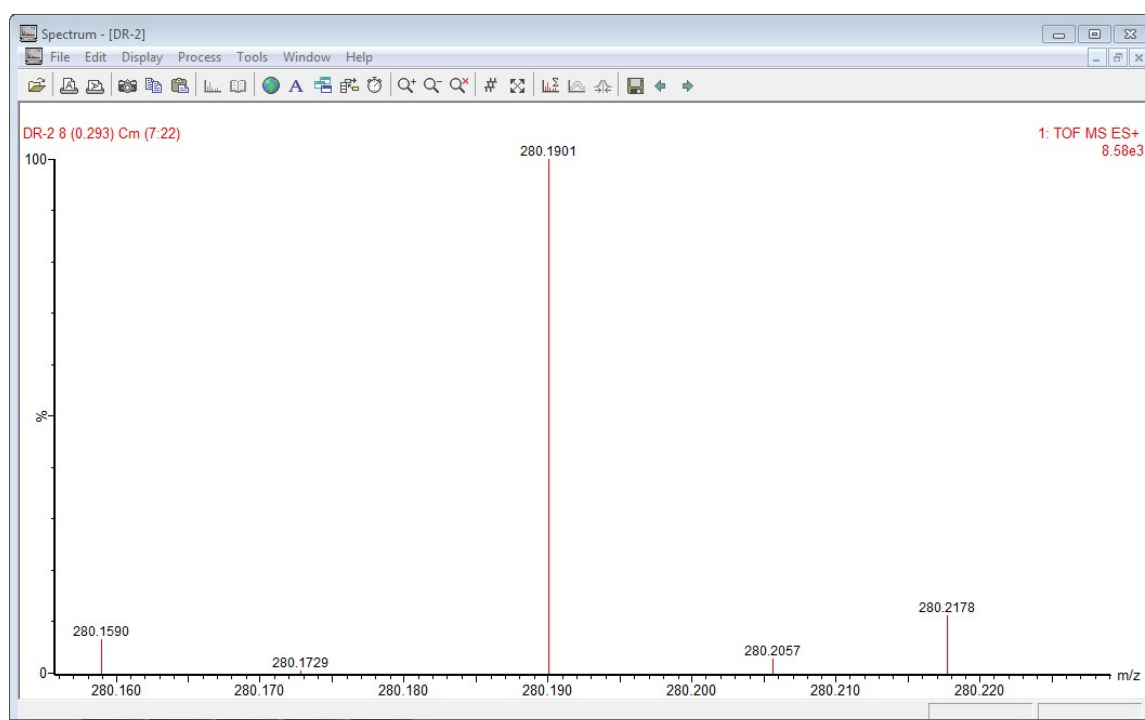 Spectrum - [DR-2]
File Edit Display Process Tools Window Help
DR-2 8 (0.293) Cm (7:22)
1: TOF MS ES+
8.58e3
100
280.1901
%
280.2178
280.1590
280.2057
280.1729
0
280.160 280.170 280.180 280.190 280.200 280.210 280.220 m/z